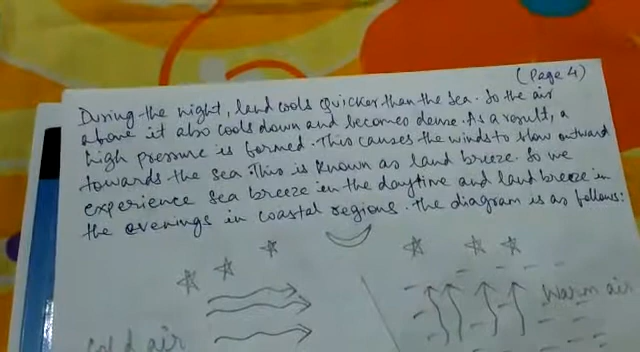 (Page 4)
During the night, land cools quicker than the sea. So the air
above it also cools down and becomes dense. As a result, a
high pressure is formed. This causes the winds to blow outward
towards the sea. This is known as land breeze. So we
experience sea breeze in the daytime and land breeze in
the evenings in coastal regions. The diagram is as follows:
Warm air
Cold air